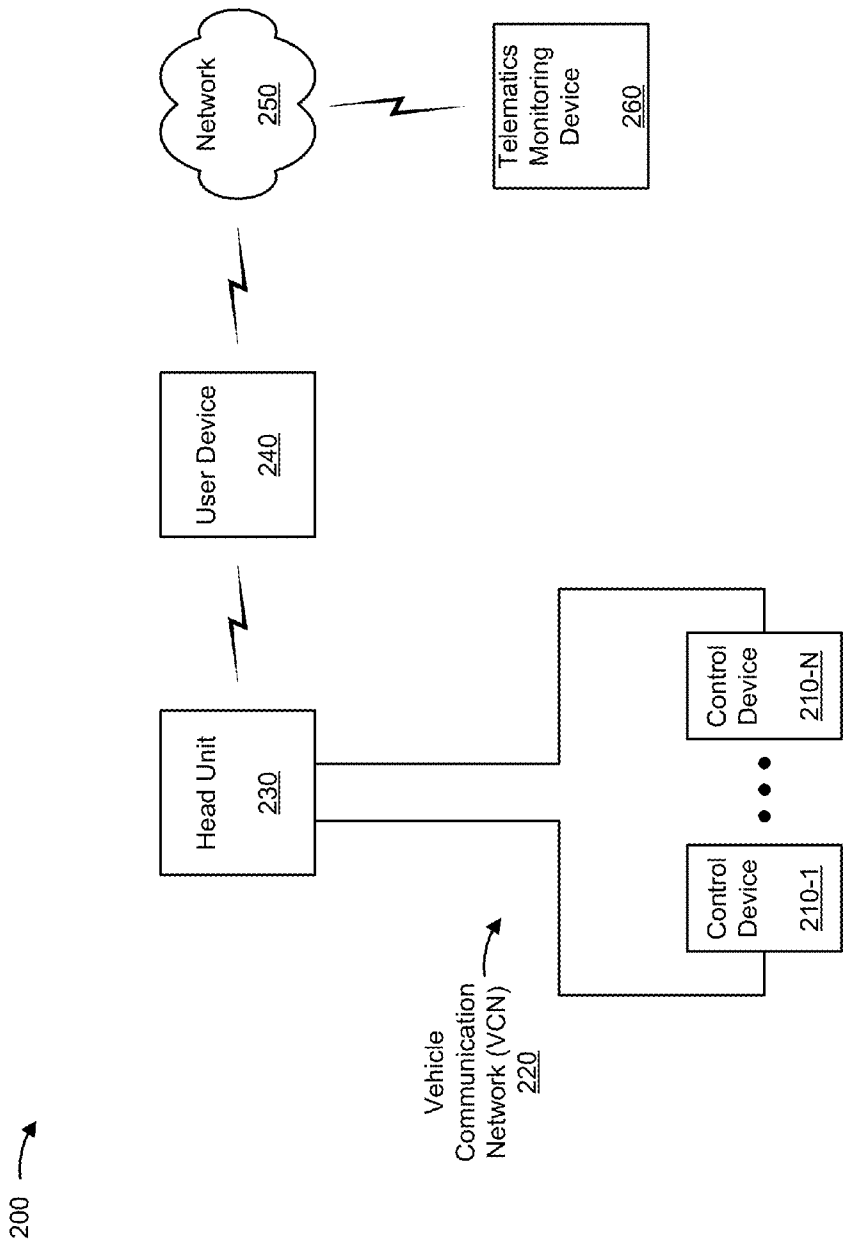 200
Vehicle
Communication
Network (VCN)
220
Head Unit
230
User Device
240
Network
250
Control
Device
210-1
Control
Device
210-N
Telematics
Monitoring
Device
260